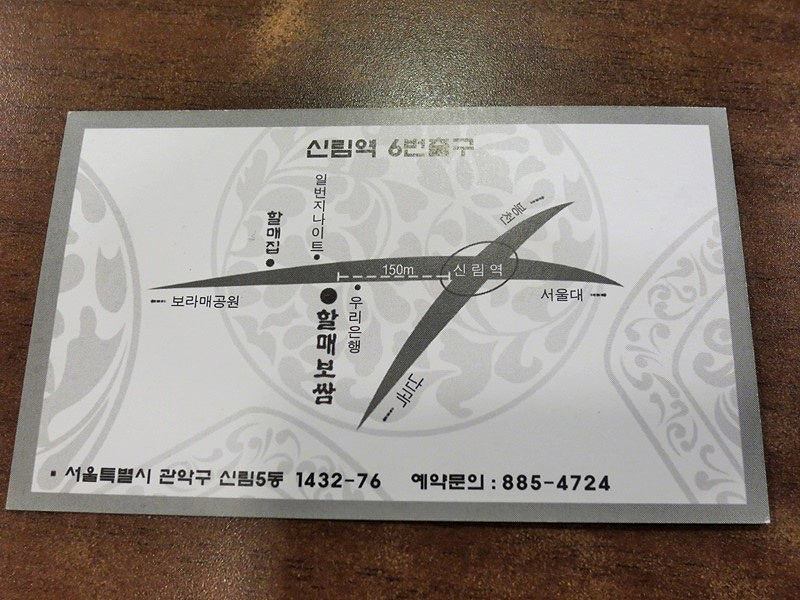 신림역 6번출구
일번지나이트
할매집
150m
신림역
봉천
보라매공원
서울대
우리은행
할매보쌈
서울특별시 관악구 신림5동 1432-76 예약문의 : 885-4724